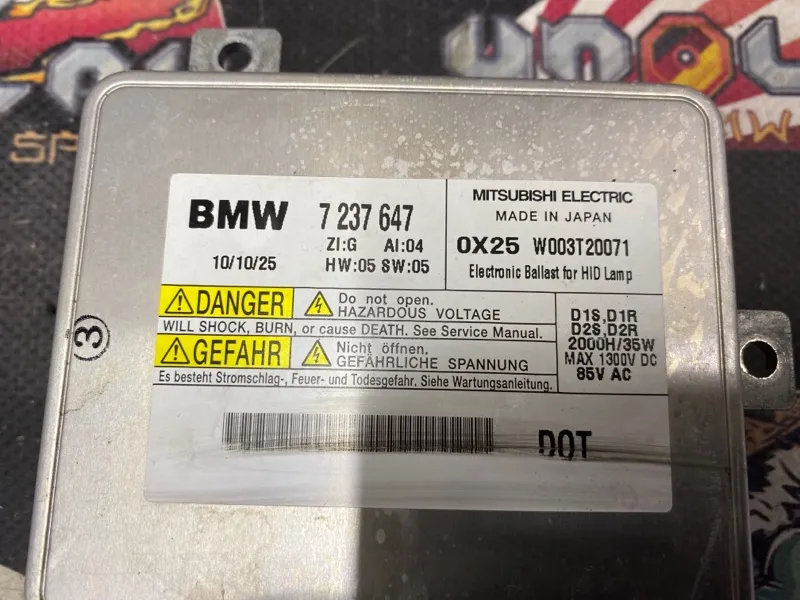 UNOL
SP
MW
BMW 7 237 647
ZI:G AI:04
10/10/25 HW:05 SW:05
MITSUBISHI ELECTRIC
MADE IN JAPAN
0X25 W003T20071
Electronic Ballast for HID Lamp
DANGER
Do not open.
HAZARDOUS VOLTAGE
WILL SHOCK, BURN, or cause DEATH. See Service Manual.
GEFAHR
Nicht öffnen.
GEFÄHRLICHE SPANNUNG
Es besteht Stromschlag-, Feuer- und Todesgefahr. Siehe Wartungsanleitung.
D1S,D1R
D2S,D2R
2000H/35W
MAX 1300V DC
85V AC
DOT
3